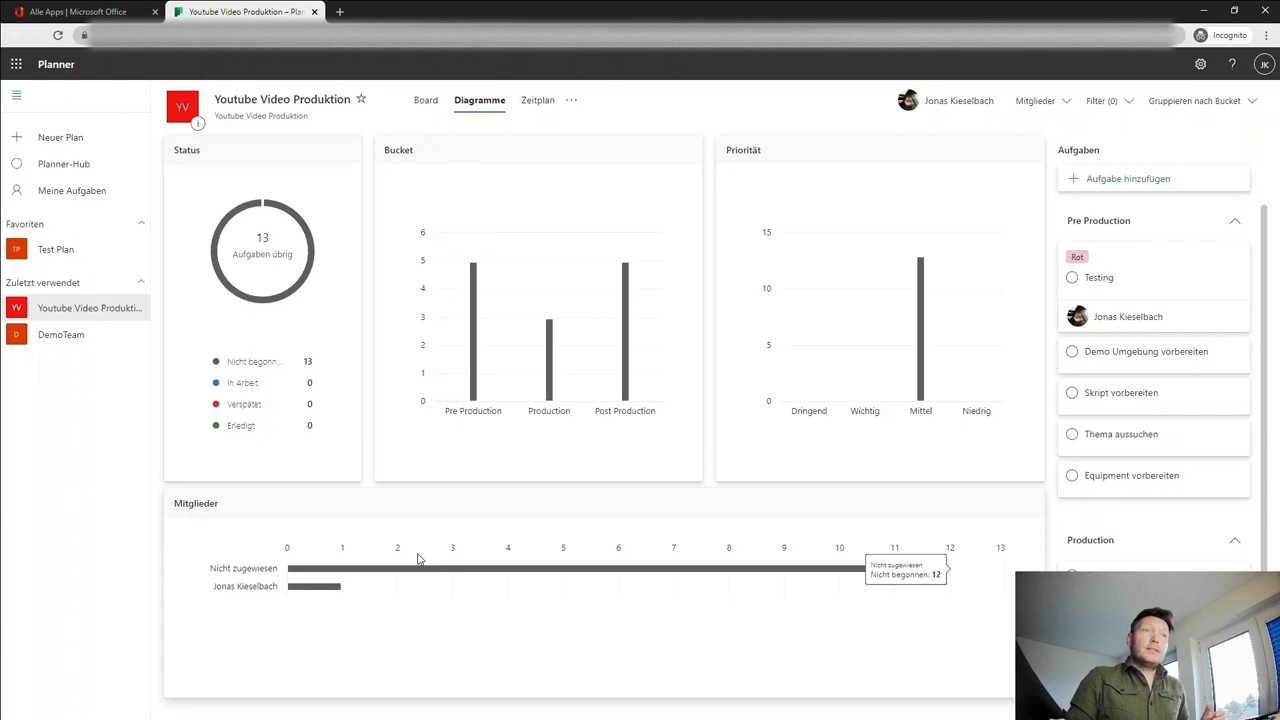 Alle Apps | Microsoft Office
Youtube Video Produktion – Plan
Incognito
Planner
JK
Neuer Plan
Planner-Hub
Meine Aufgaben
Favoriten
TP Test Plan
Zuletzt verwendet
YV Youtube Video Produkti...
D DemoTeam
YV
Youtube Video Produktion
Youtube Video Produktion
Board
Diagramme
Zeitplan
Jonas Kieselbach
Mitglieder
Filter (0)
Gruppieren nach Bucket
Status
13
Aufgaben übrig
Nicht begonn... 13
In Arbeit 0
Verspätet 0
Erledigt 0
Bucket
6
5
4
3
2
1
0
Pre Production Production Post Production
Priorität
15
10
5
0
Dringend Wichtig Mittel Niedrig
Mitglieder
0 1 2 3 4 5 6 7 8 9 10 11 12 13
Nicht zugewiesen
Jonas Kieselbach
Nicht zugewiesen
Nicht begonnen: 12
Aufgaben
Aufgabe hinzufügen
Pre Production
Rot
Testing
Jonas Kieselbach
Demo Umgebung vorbereiten
Skript vorbereiten
Thema aussuchen
Equipment vorbereiten
Production